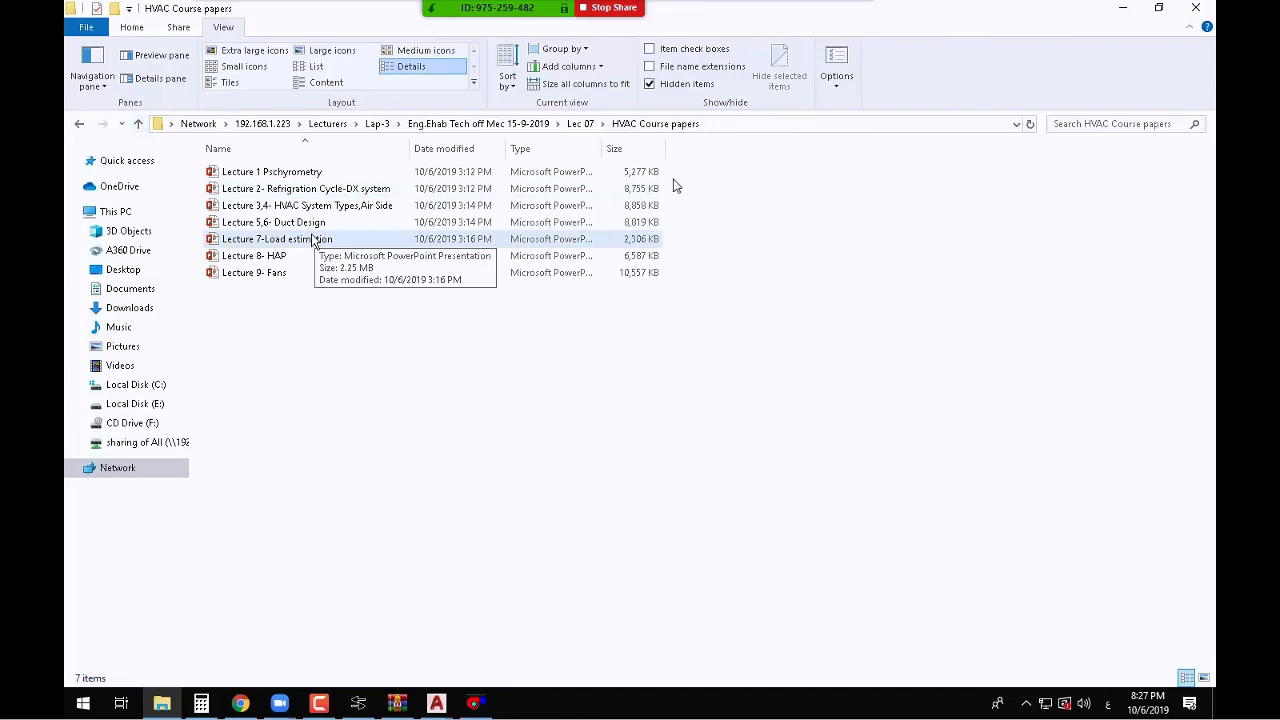 HVAC Course papers
ID: 975-259-482
Stop Share
File
Home
Share
View
Navigation pane
Preview pane
Details pane
Panes
Extra large icons
Large icons
Medium icons
Small icons
List
Details
Tiles
Content
Layout
Sort by
Group by
Add columns
Size all columns to fit
Current view
Item check boxes
File name extensions
Hidden items
Hide selected items
Show/hide
Options
Network > 192.168.1.223 > Lecturers > Lap-3 > Eng.Ehab Tech off Mec 15-9-2019 > Lec 07 > HVAC Course papers
Search HVAC Course papers
Name Date modified Type Size
Lecture 1 Pschyrometry 10/6/2019 3:12 PM Microsoft PowerP... 5,277 KB
Lecture 2- Refrigration Cycle-DX system 10/6/2019 3:12 PM Microsoft PowerP... 8,755 KB
Lecture 3,4- HVAC System Types,Air Side 10/6/2019 3:14 PM Microsoft PowerP... 8,858 KB
Lecture 5,6- Duct Design 10/6/2019 3:14 PM Microsoft PowerP... 8,819 KB
Lecture 7-Load estimation 10/6/2019 3:16 PM Microsoft PowerP... 2,306 KB
Lecture 8- HAP Microsoft PowerP... 6,587 KB
Lecture 9- Fans Microsoft PowerP... 10,557 KB
Type: Microsoft PowerPoint Presentation
Size: 2.25 MB
Date modified: 10/6/2019 3:16 PM
Quick access
OneDrive
This PC
3D Objects
A360 Drive
Desktop
Documents
Downloads
Music
Pictures
Videos
Local Disk (C:)
Local Disk (E:)
CD Drive (F:)
sharing of All (\\192
Network
7 items
ع
8:27 PM
10/6/2019